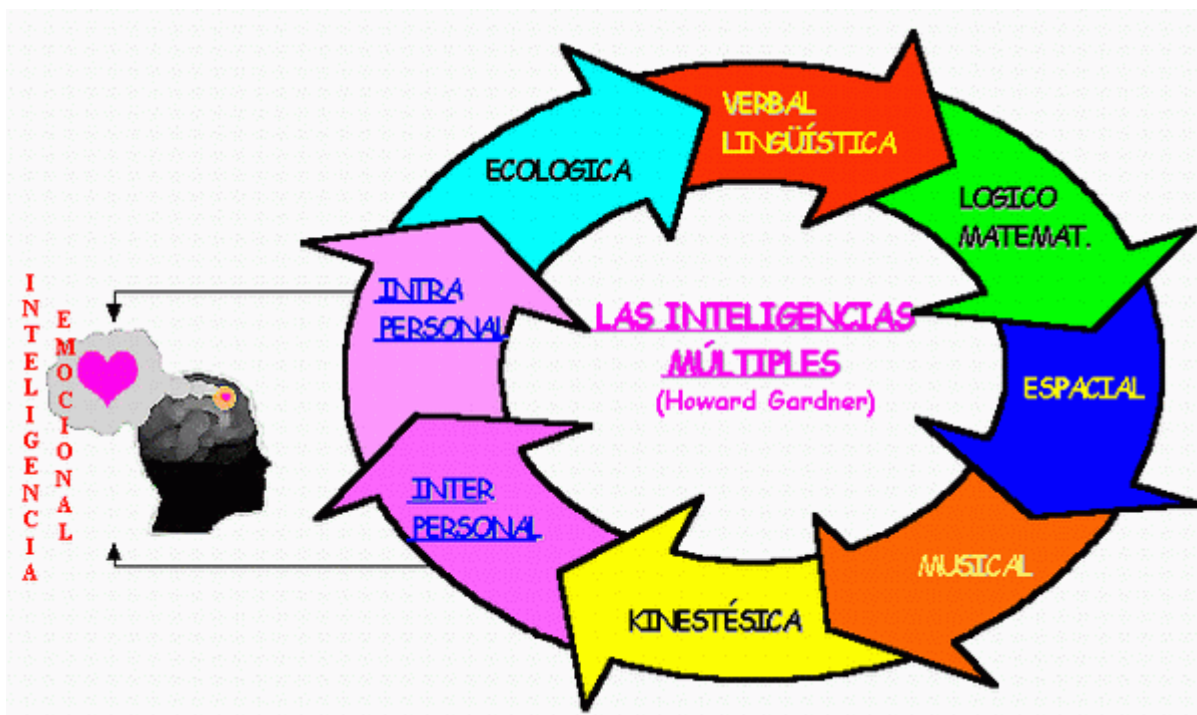 LAS INTELIGENCIAS
MÚLTIPLES
(Howard Gardner)
VERBAL
LINGÜÍSTICA
LOGICO
MATEMAT.
ESPACIAL
MUSICAL
KINESTÉSICA
INTER
PERSONAL
INTRA
PERSONAL
ECOLOGICA
INTELIGENCIA
EMOCIONAL